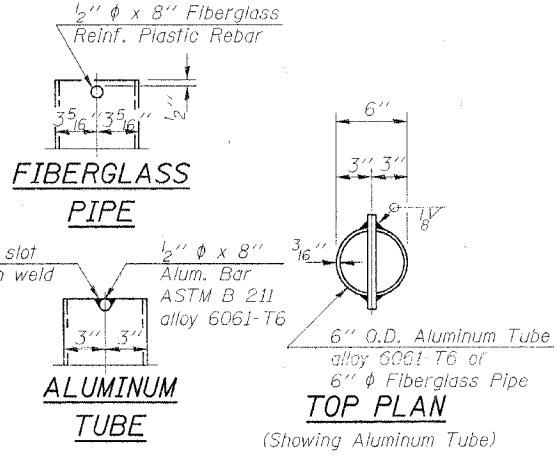 1/2" ϕ x 8" Fiberglass
Reinf. Plastic Rebar
3 5/16" 3 5/16"
1/2"
FIBERGLASS
PIPE
slot
weld
1/2" ϕ x 8"
Alum. Bar
ASTM B 211
alloy 6061-T6
3" 3"
ALUMINUM
TUBE
6"
3" 3"
1/8
3/16"
6" O.D. Aluminum Tube
alloy 6061-T6 or
6" ϕ Fiberglass Pipe
TOP PLAN
(Showing Aluminum Tube)